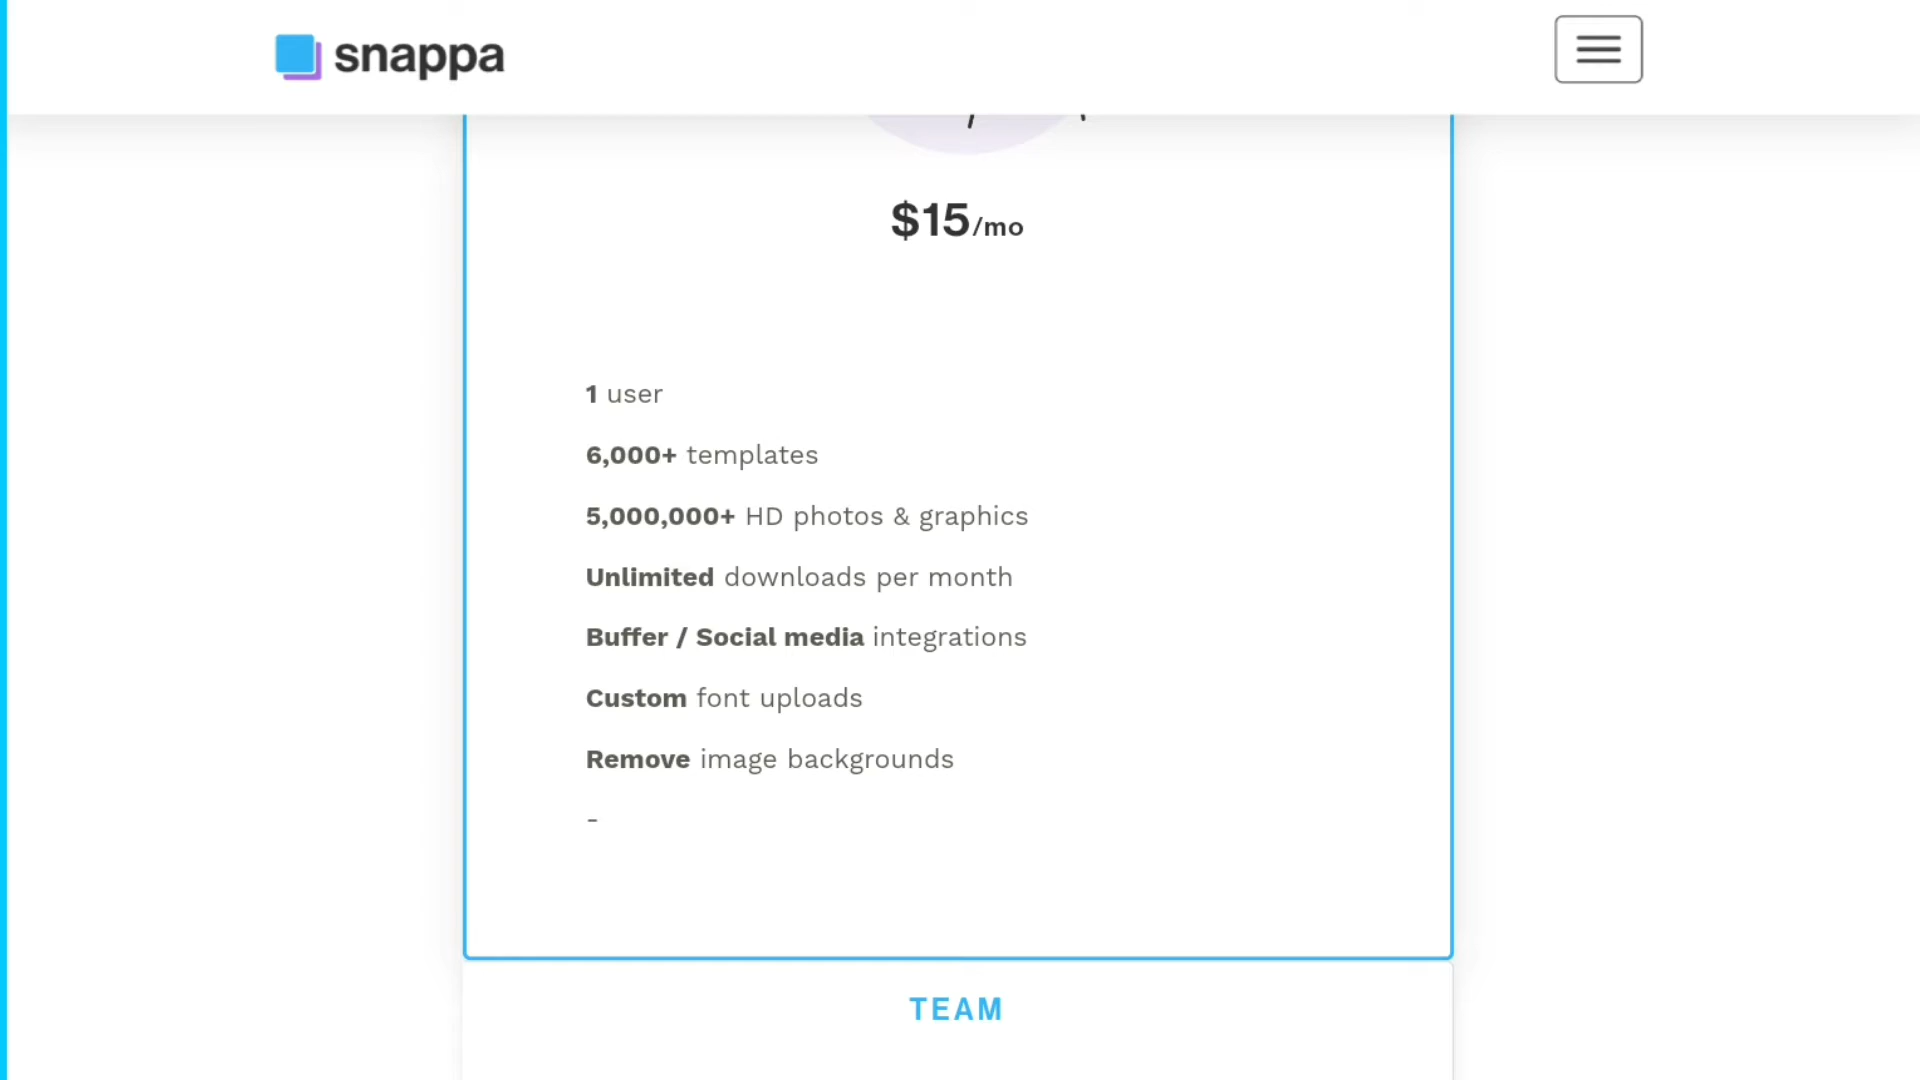 snappa
$15/mo
1 user
6,000+ templates
5,000,000+ HD photos & graphics
Unlimited downloads per month
Buffer / Social media integrations
Custom font uploads
Remove image backgrounds
-
TEAM